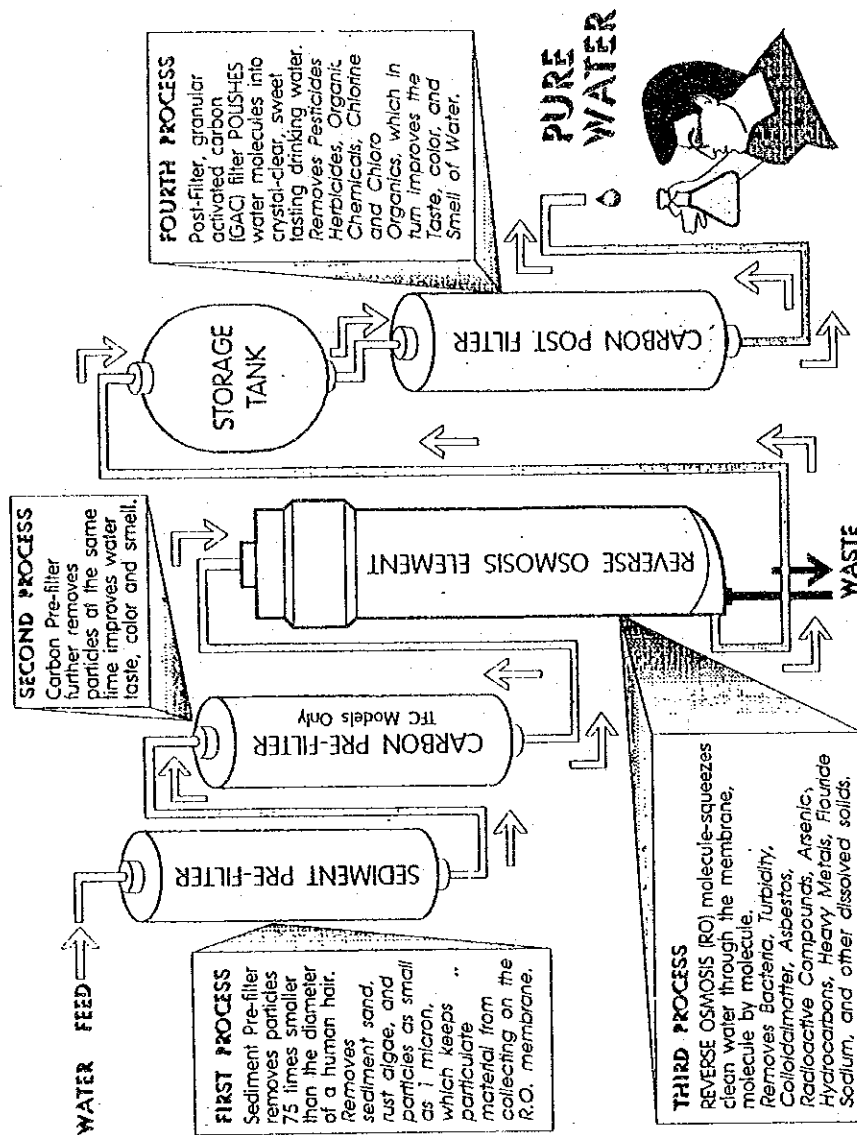 WATER FEED
FIRST PROCESS
Sediment Pre-filter
removes particles
75 times smaller
than the diameter
of a human hair.
Removes
sediment sand,
rust algae, and
particles as small
as 1 micron,
which keeps
particulate
material from
collecting on the
R.O. membrane.
SEDIMENT PRE-FILTER
SECOND PROCESS
Carbon Pre-filter
further removes
particles at the same
time improves water
taste, color and smell.
CARBON PRE-FILTER
TFC Models Only
THIRD PROCESS
REVERSE OSMOSIS (RO) molecule-squeezes
clean water through the membrane,
molecule by molecule.
Removes Bacteria, Turbidity,
Colloidalmatter, Asbestos,
Radioactive Compounds, Arsenic,
Hydrocarbons, Heavy Metals, Flouride
Sodium, and other dissolved solids.
REVERSE OSMOSIS ELEMENT
WASTE
STORAGE
TANK
FOURTH PROCESS
Post-Filter, granular
activated carbon
(GAC) filter POLISHES
water molecules into
crystal-clear, sweet
tasting drinking water.
Removes Pesticides
Herbicides, Organic
Chemicats, Chlorine
and Chloro
Organics, which in
turn improves the
Taste, color, and
Smell of Water.
CARBON POST FILTER
PURE
WATER